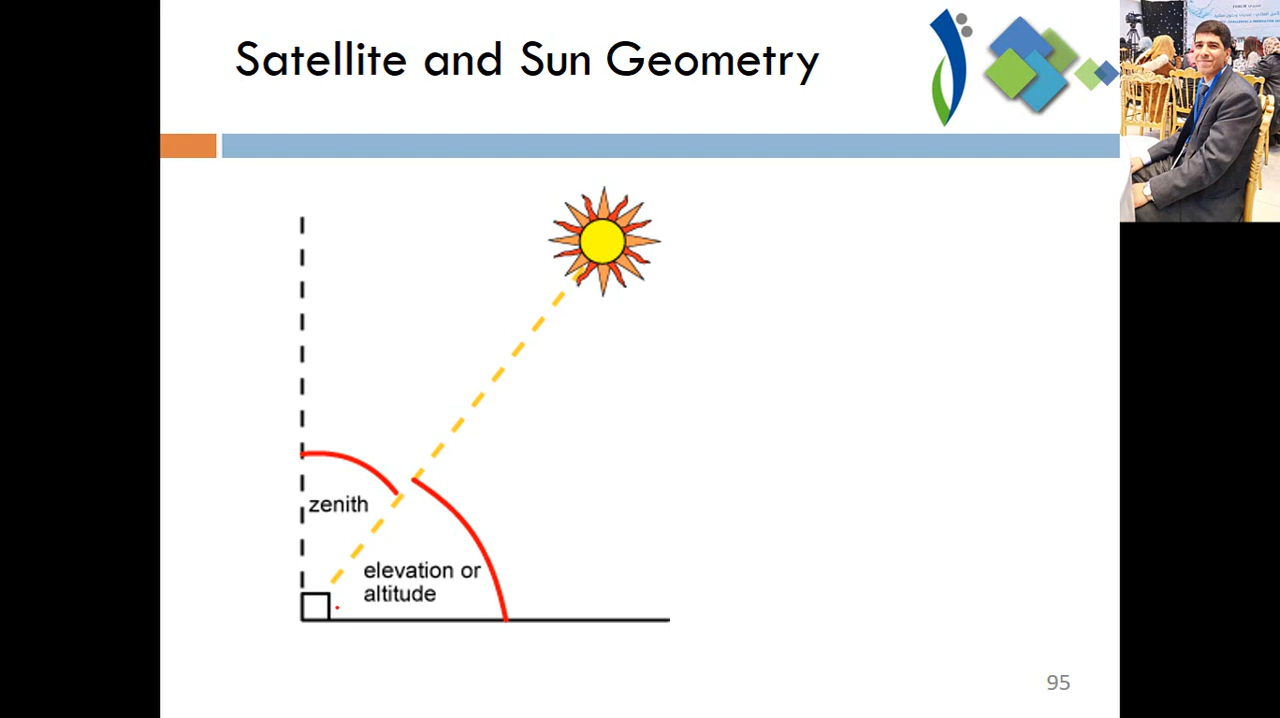 Satellite and Sun Geometry
zenith
elevation or
altitude
95